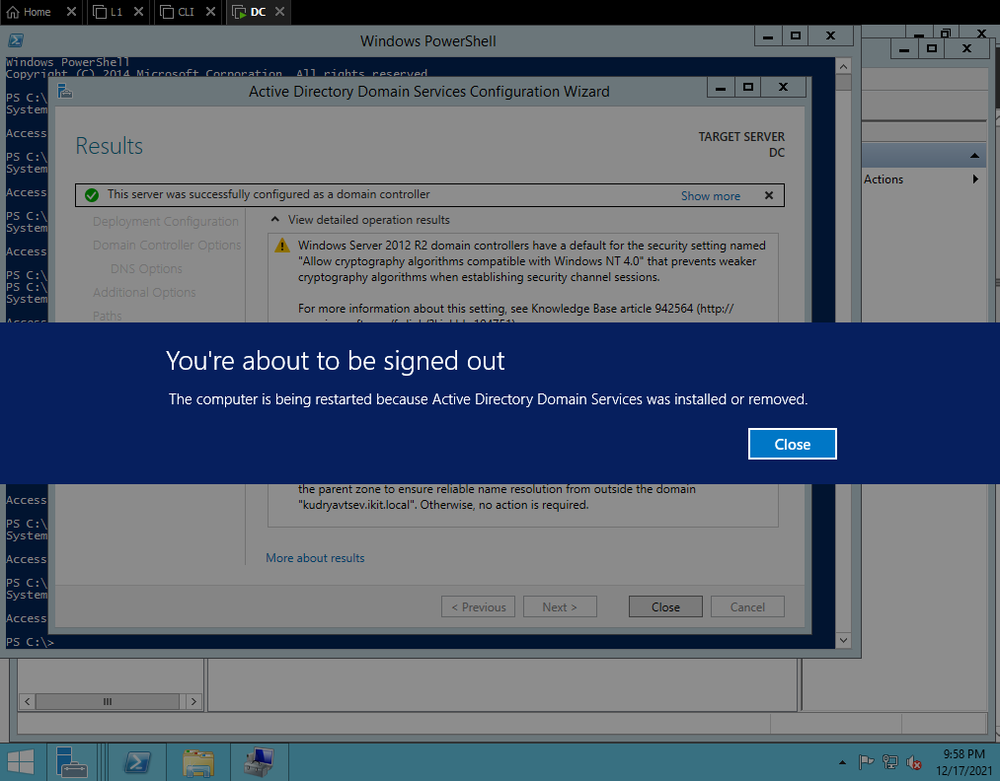 Home
L1
CLI
DC
Windows PowerShell
Windows PowerShell
Copyright (C) 2014 Microsoft Corporation. All rights reserved.
PS C:\
System
Access
PS C:\
System
Access
PS C:\
System
Access
PS C:\
PS C:\
System
Access
Active Directory Domain Services Configuration Wizard
Results
TARGET SERVER
DC
This server was successfully configured as a domain controller
Show more
Deployment Configuration
Domain Controller Options
DNS Options
Additional Options
Paths
View detailed operation results
Windows Server 2012 R2 domain controllers have a default for the security setting named
"Allow cryptography algorithms compatible with Windows NT 4.0" that prevents weaker
cryptography algorithms when establishing security channel sessions.
For more information about this setting, see Knowledge Base article 942564 (http://
Actions
You're about to be signed out
The computer is being restarted because Active Directory Domain Services was installed or removed.
Close
the parent zone to ensure reliable name resolution from outside the domain
"kudryavtsev.ikit.local". Otherwise, no action is required.
More about results
< Previous
Next >
Close
Cancel
Access
PS C:\
System
Access
PS C:\
System
Access
PS C:\>
9:58 PM
12/17/2021